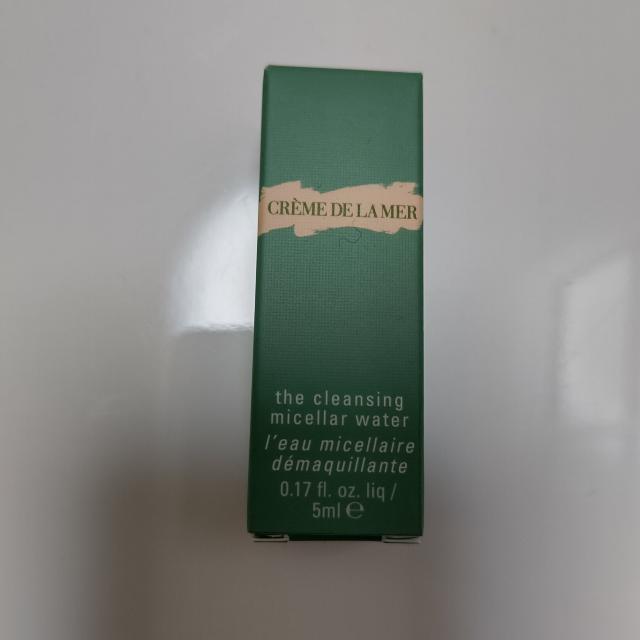 CRÈME DE LA MER
the cleansing
micellar water
l'eau micellaire
démaquillante
0.17 fl. oz. liq /
5ml ℮